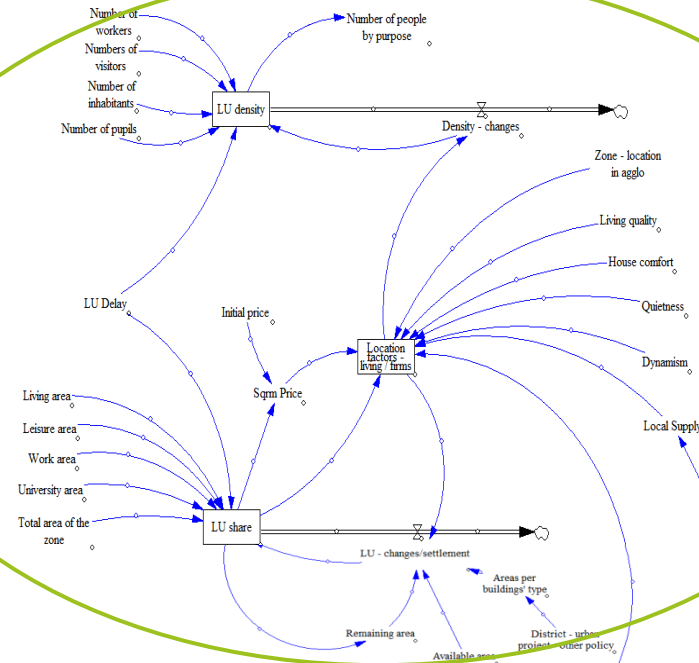 Number of
workers
Number of people
by purpose
Numbers of
visitors
Number of
inhabitants
LU density
Number of pupils
Density - changes
Zone - location
in agglo
Living quality
House comfort
LU Delay
Initial price
Quietness
Location
factors -
living / firms
Dynamism
Sqrm Price
Living area
Leisure area
Local Supply
Work area
University area
Total area of the
zone
LU share
LU - changes/settlement
Areas per
buildings' type
Remaining area
District - urban
project - other policy
Available area